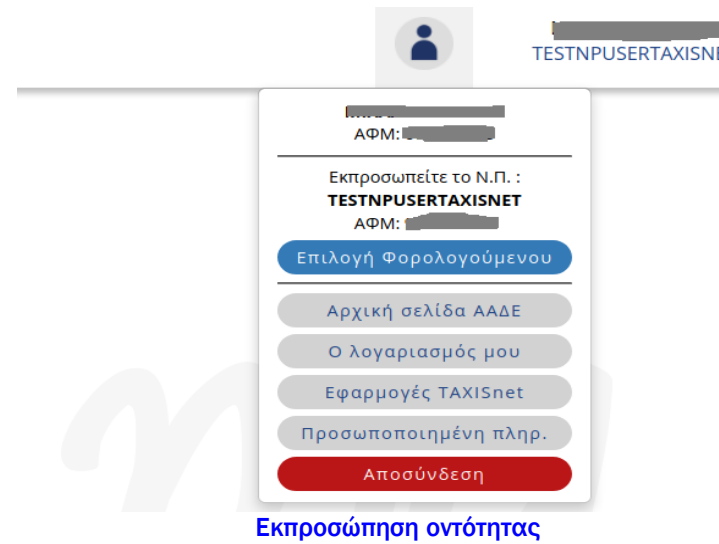 TESTNPUSERTAXISNE
ΑΦΜ:
Εκπροσωπείτε το Ν.Π. :
TESTNPUSERTAXISNET
ΑΦΜ:
Επιλογή Φορολογούμενου
Αρχική σελίδα ΑΑΔΕ
Ο λογαριασμός μου
Εφαρμογές TAXISnet
Προσωποποιημένη πληρ.
Αποσύνδεση
Εκπροσώπηση οντότητας